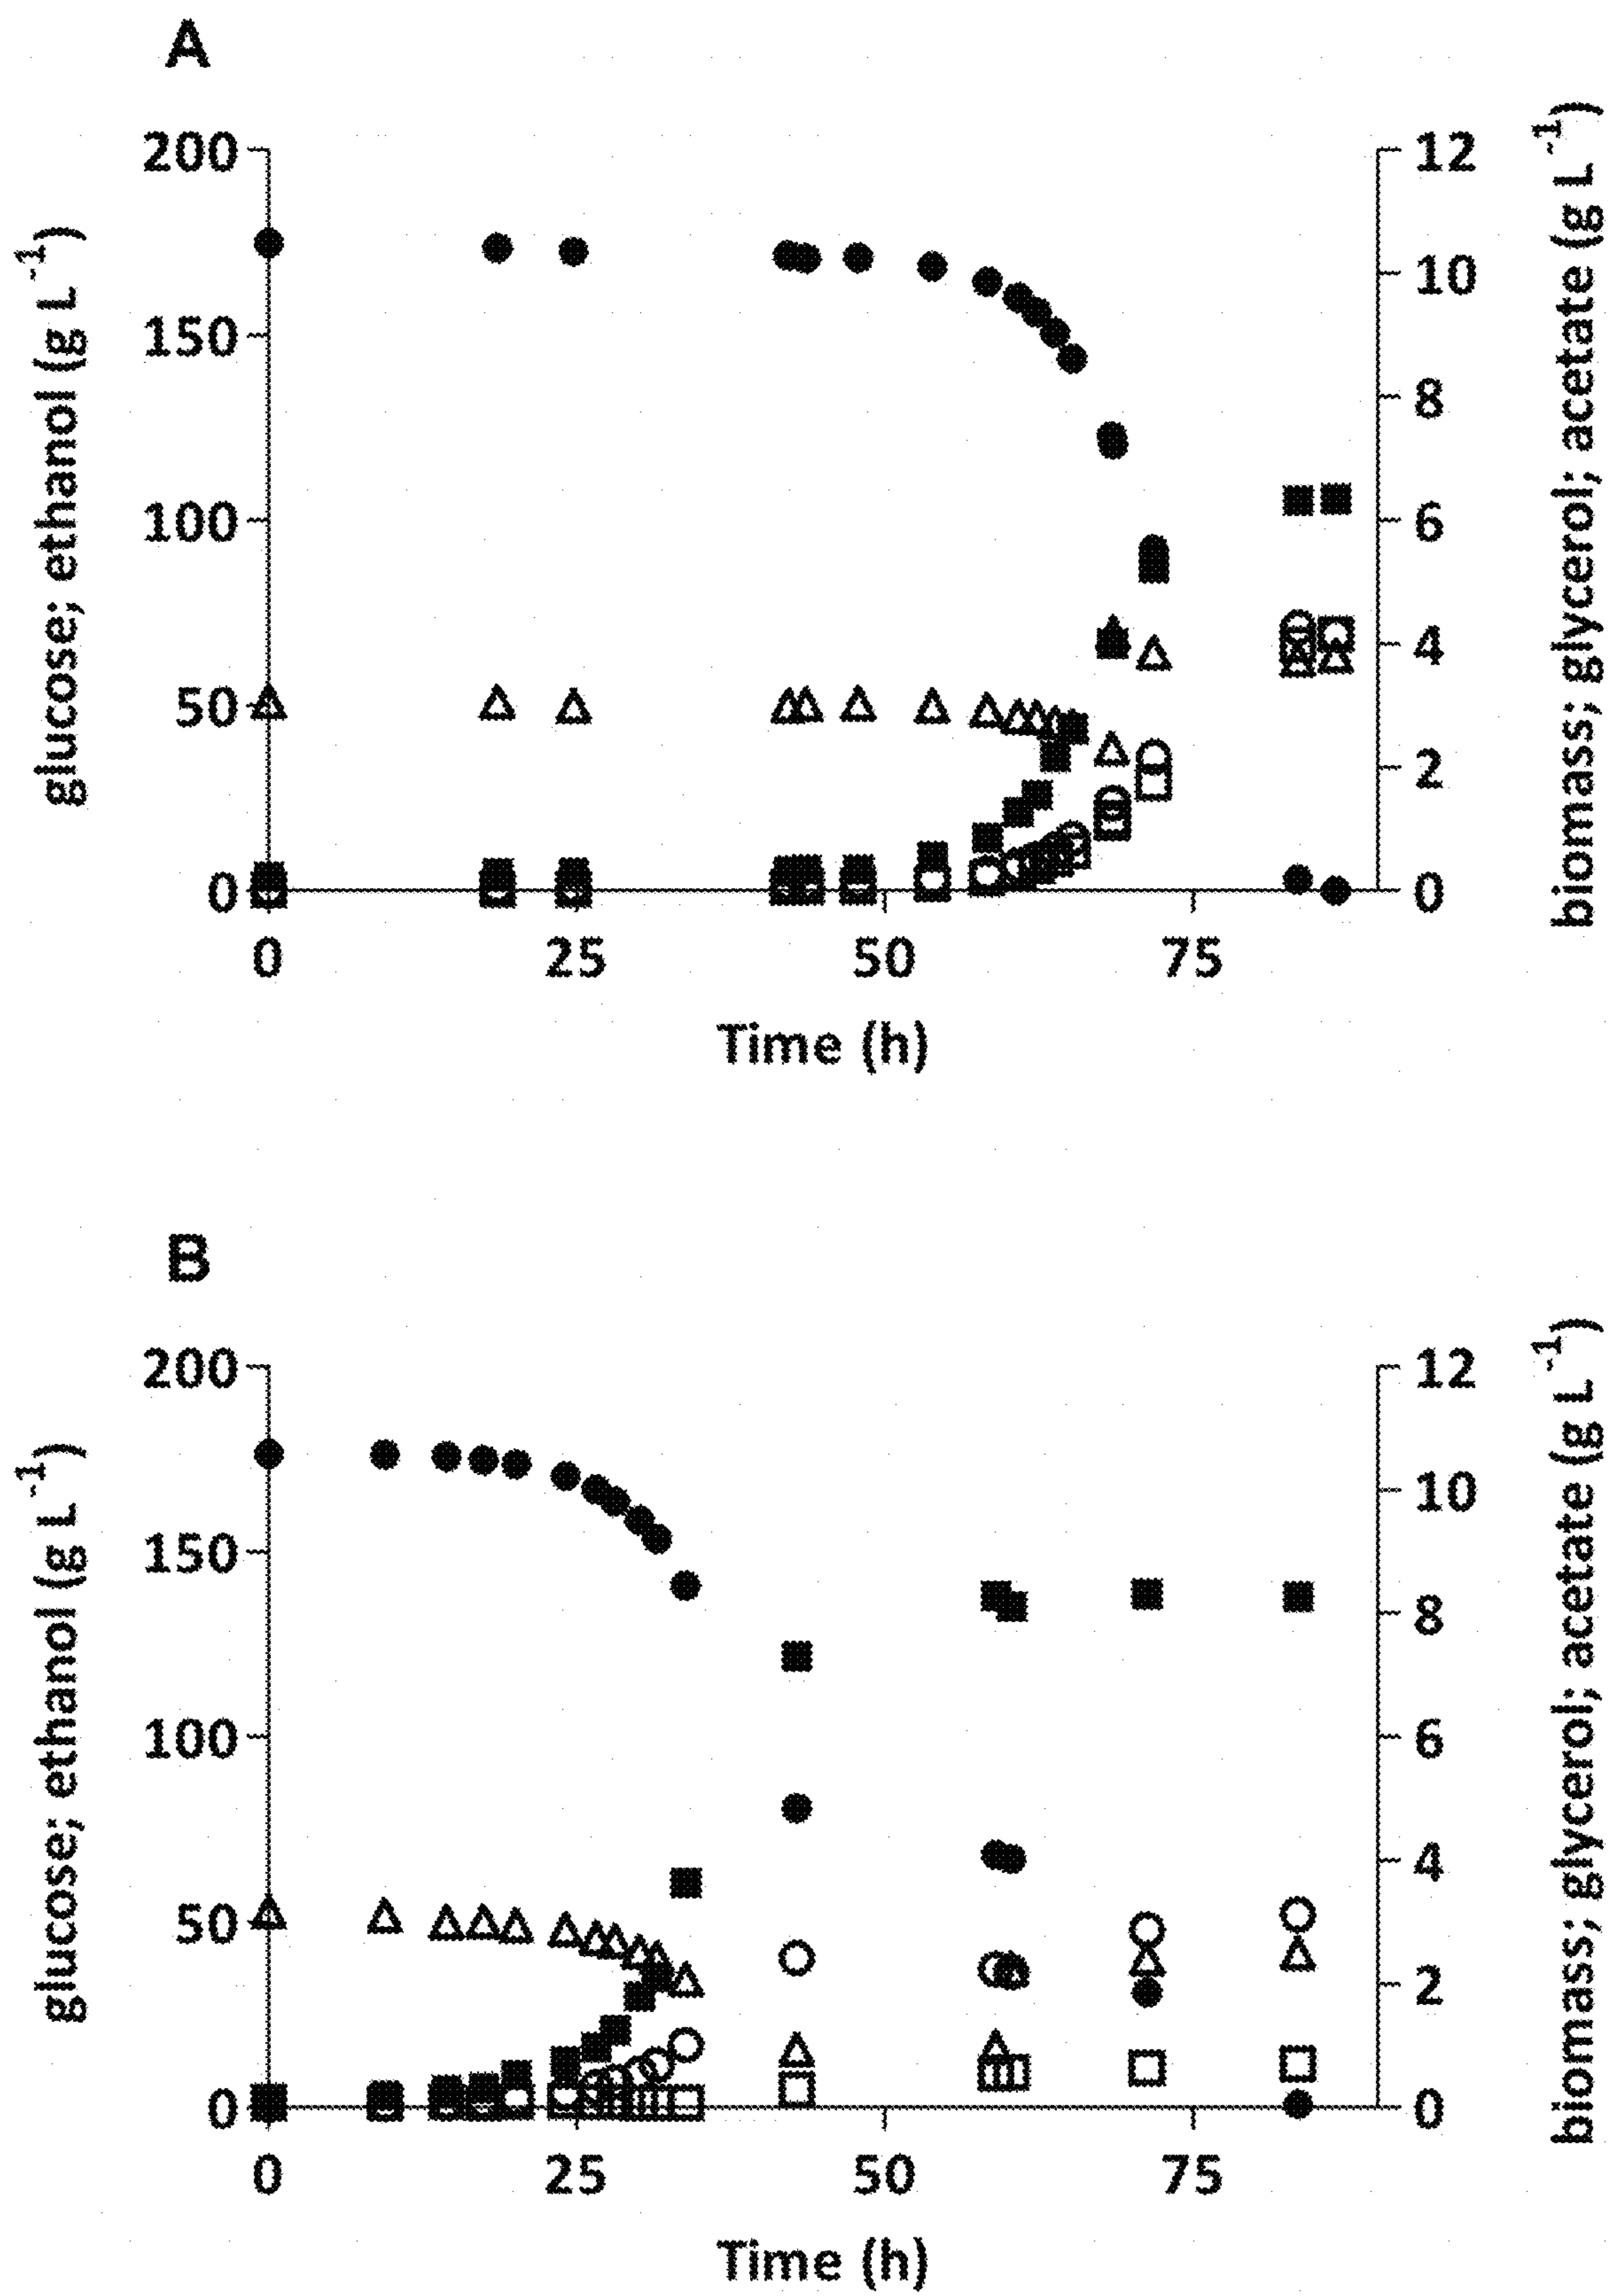 A
200
150
100
50
0
12
10
8
6
4
2
0
0 25 50 75
Time (h)
glucose; ethanol (g L⁻¹)
biomass; glycerol; acetate (g L⁻¹)
B
200
150
100
50
0
12
10
8
6
4
2
0
0 25 50 75
Time (h)
glucose; ethanol (g L⁻¹)
biomass; glycerol; acetate (g L⁻¹)